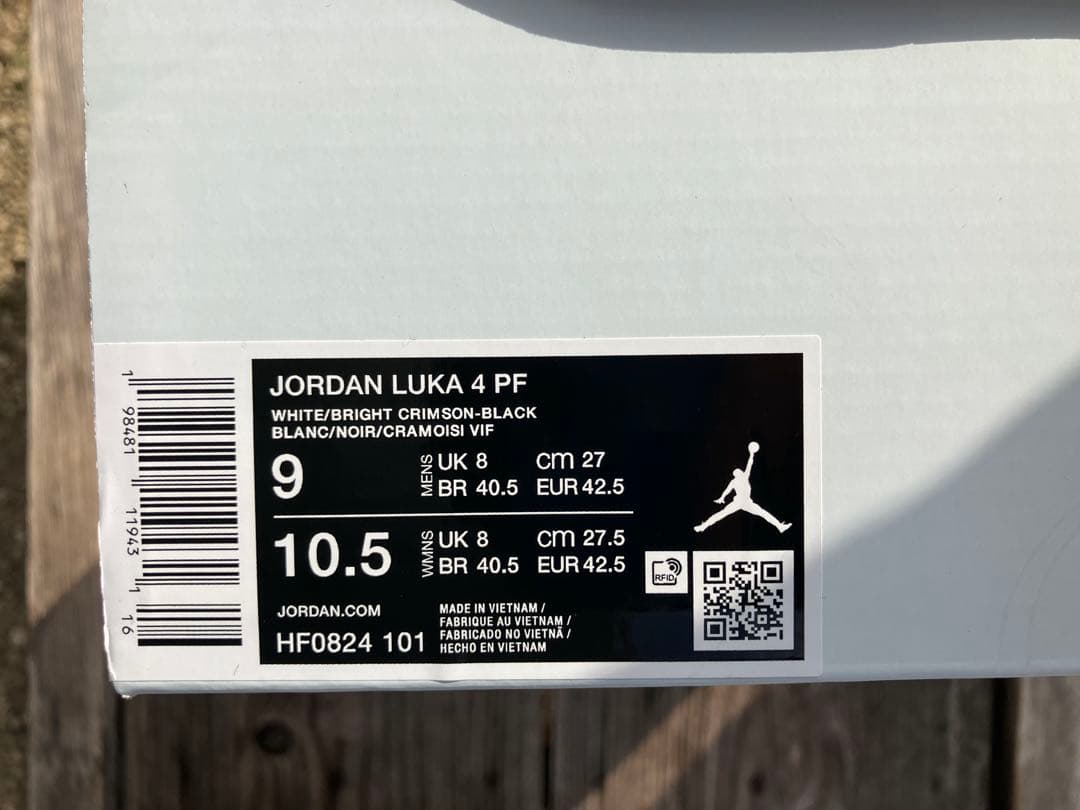 JORDAN LUKA 4 PF
WHITE/BRIGHT CRIMSON-BLACK
BLANC/NOIR/CRAMOISI VIF
9
MENS
UK 8 cm 27
BR 40.5 EUR 42.5
10.5
WMNS
UK 8 cm 27.5
BR 40.5 EUR 42.5
RFID
JORDAN.COM
HF0824 101
MADE IN VIETNAM /
FABRIQUE AU VIETNAM /
FABRICADO NO VIETNÃ /
HECHO EN VIETNAM
1 98481 11943 1 16